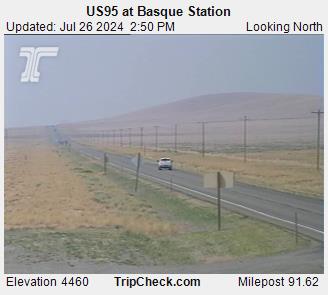 US95 at Basque Station
Updated: Jul 26 2024 2:50 PM Looking North
Elevation 4460 TripCheck.com Milepost 91.62